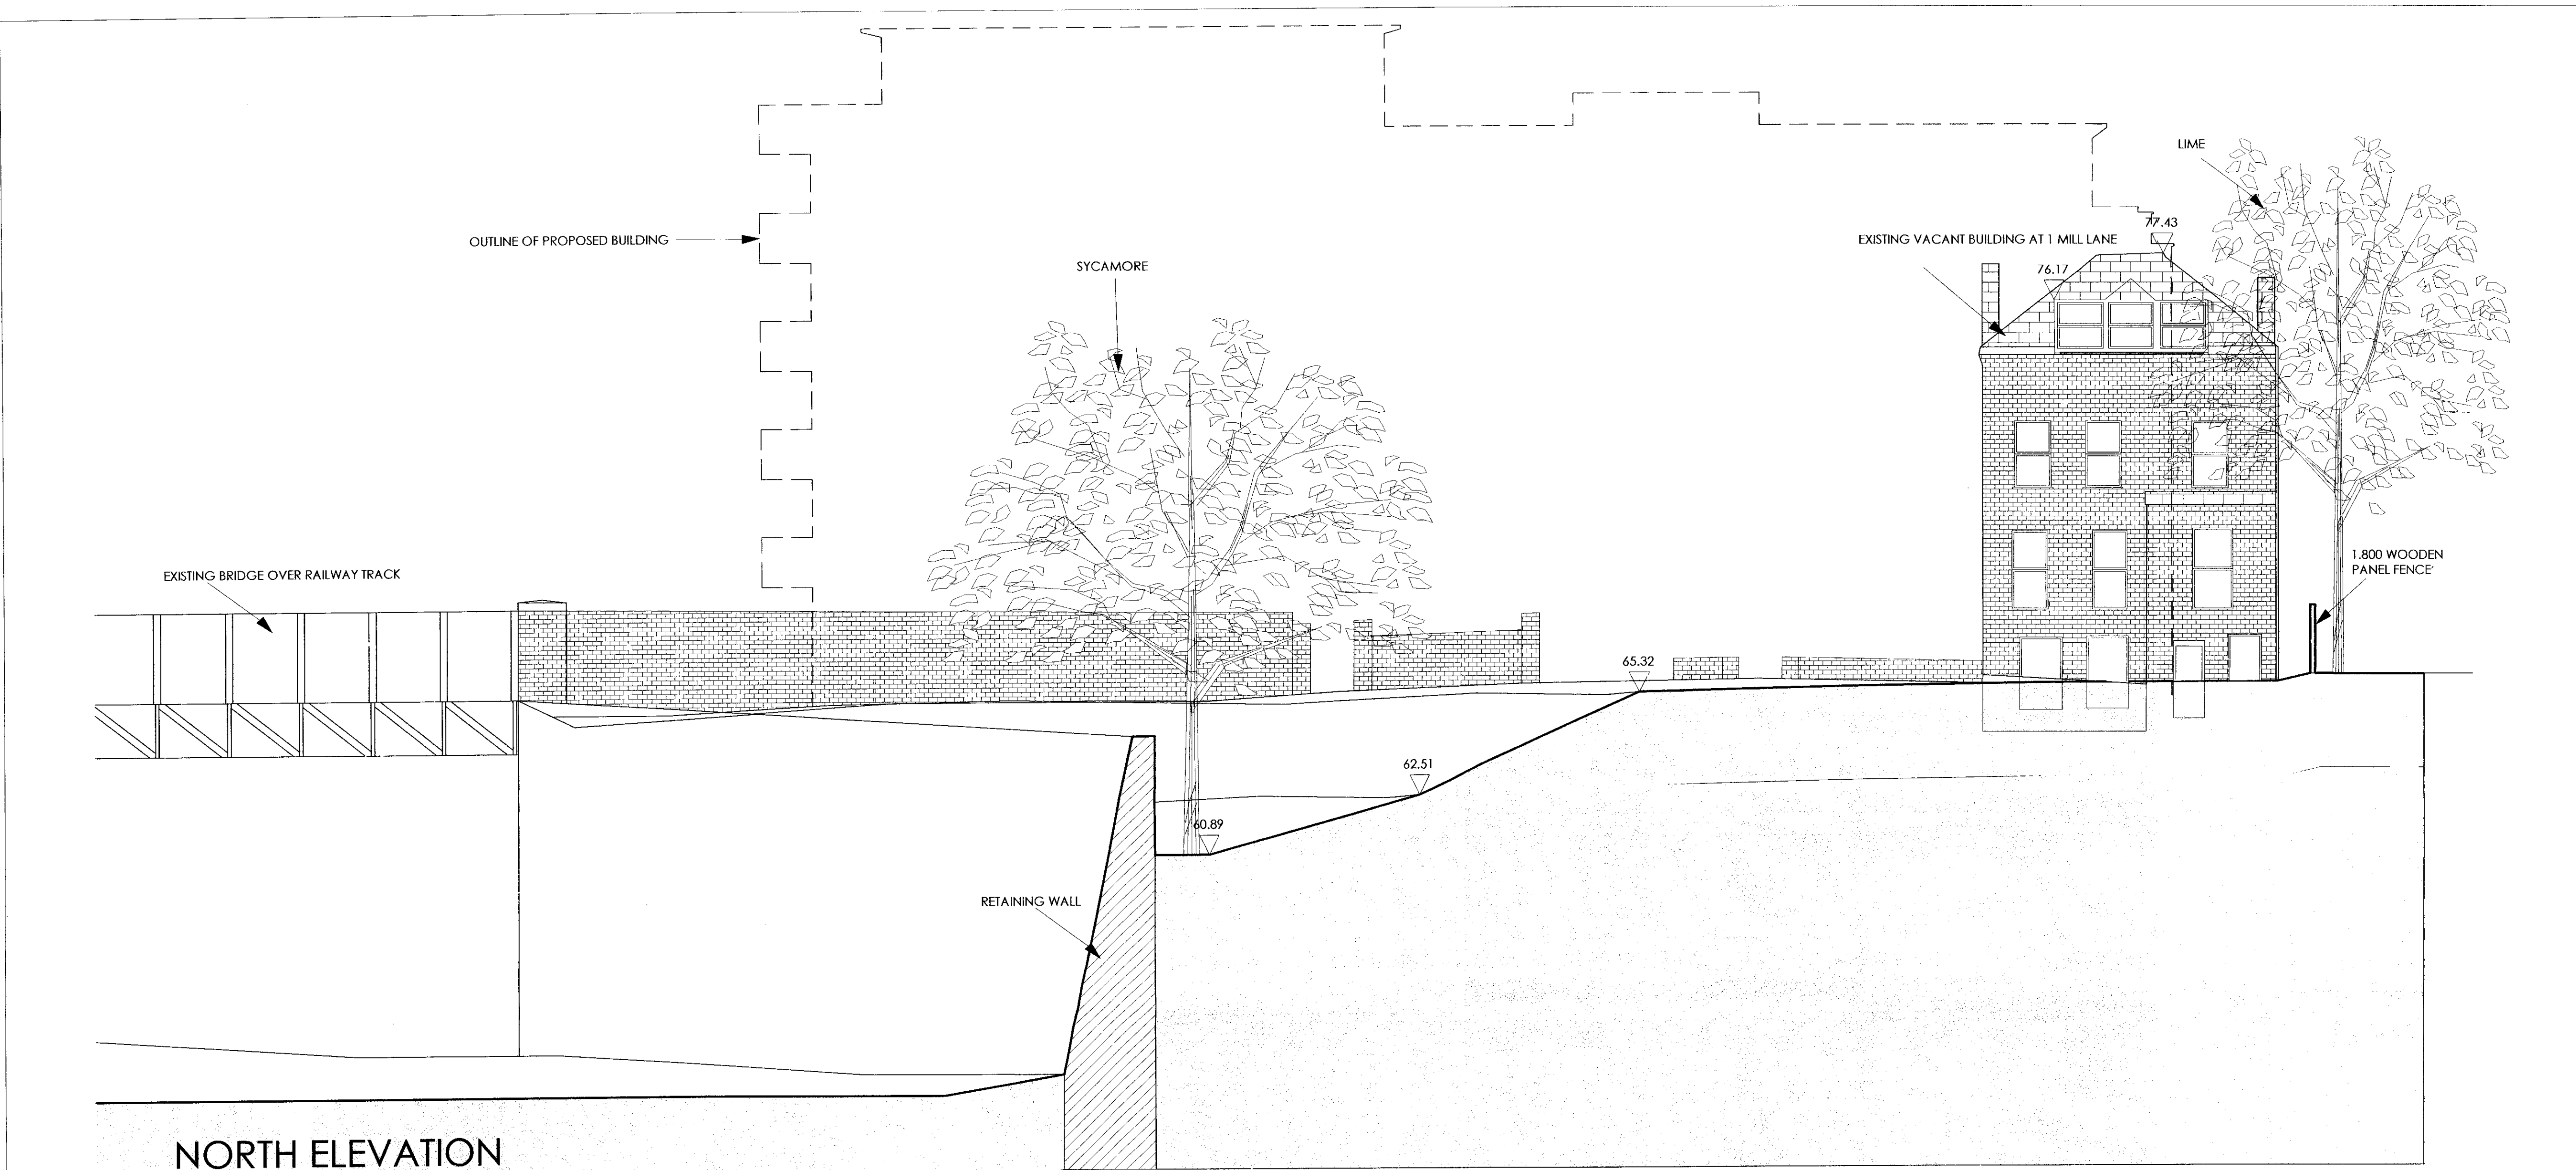 LIME
77.43
OUTLINE OF PROPOSED BUILDING
EXISTING VACANT BUILDING AT 1 MILL LANE
SYCAMORE
76.17
1.800 WOODEN
PANEL FENCE
EXISTING BRIDGE OVER RAILWAY TRACK
65.32
62.51
60.89
RETAINING WALL
NORTH ELEVATION